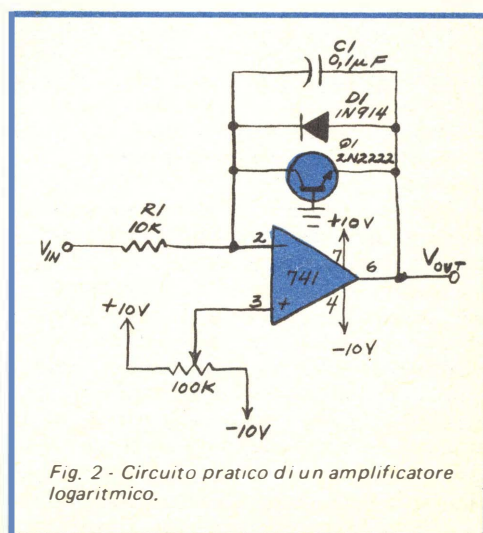 C1
0,1µF
D1
1N914
Q1
2N2222
R1
10K
+10V
VIN
2
-
7
741
6
VOUT
3
+
4
+10V
-10V
100K
-10V
Fig. 2 - Circuito pratico di un amplificatore
logaritmico.